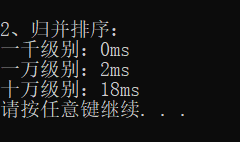 2、归并排序：
一千级别：0ms
一万级别：2ms
十万级别：18ms
请按任意键继续. . .